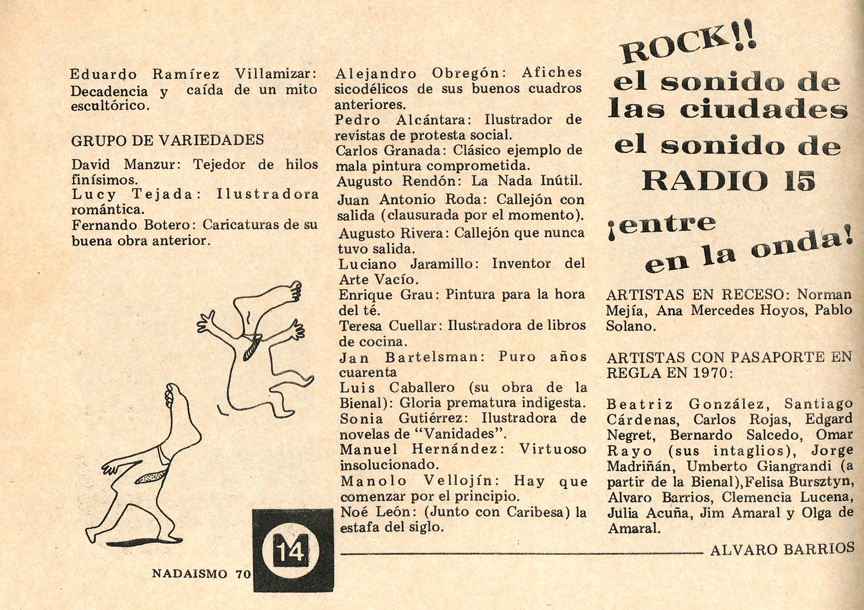 Eduardo Ramírez Villamizar:
Decadencia y caída de un mito
escultórico.
GRUPO DE VARIEDADES
David Manzur: Tejedor de hilos
finísimos.
Lucy Tejada: Ilustradora
romántica.
Fernando Botero: Caricaturas de su
buena obra anterior.
Alejandro Obregón: Afiches
sicodélicos de sus buenos cuadros
anteriores.
Pedro Alcántara: Ilustrador de
revistas de protesta social.
Carlos Granada: Clásico ejemplo de
mala pintura comprometida.
Augusto Rendón: La Nada Inútil.
Juan Antonio Roda: Callejón con
salida (clausurada por el momento).
Augusto Rivera: Callejón que nunca
tuvo salida.
Luciano Jaramillo: Inventor del
Arte Vacío.
Enrique Grau: Pintura para la hora
del té.
Teresa Cuellar: Ilustradora de libros
de cocina.
Jan Bartelsman: Puro años
cuarenta
Luis Caballero (su obra de la
Bienal): Gloria prematura indigesta.
Sonia Gutiérrez: Ilustradora de
novelas de “Vanidades”.
Manuel Hernández: Virtuoso
insolucionado.
Manolo Vellojín: Hay que
comenzar por el principio.
Noé León: (Junto con Caribesa) la
estafa del siglo.
ROCK!!
el sonido de
las ciudades
el sonido de
RADIO 15
¡entre
en la onda!
ARTISTAS EN RECESO: Norman
Mejía, Ana Mercedes Hoyos, Pablo
Solano.
ARTISTAS CON PASAPORTE EN
REGLA EN 1970:
Beatriz González, Santiago
Cárdenas, Carlos Rojas, Edgard
Negret, Bernardo Salcedo, Omar
Rayo (sus intaglios), Jorge
Madriñán, Umberto Giangrandi (a
partir de la Bienal),Felisa Bursztyn,
Alvaro Barrios, Clemencia Lucena,
Julia Acuña, Jim Amaral y Olga de
Amaral.
ALVARO BARRIOS
NADAISMO 70
14